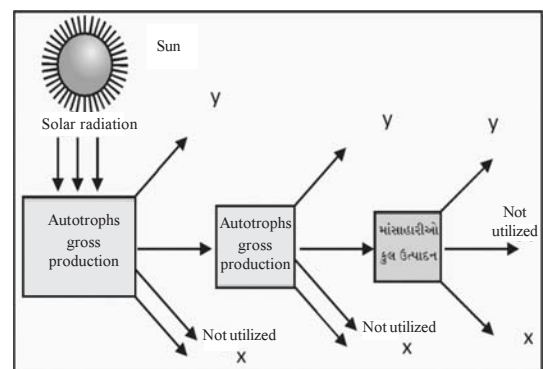 Sun
Solar radiation
y
y
y
Autotrophs
gross
production
Autotrophs
gross
production
માંસાહારીઓ
કુલ ઉત્પાદન
Not
utilized
Not utilized
x
Not utilized
x
x